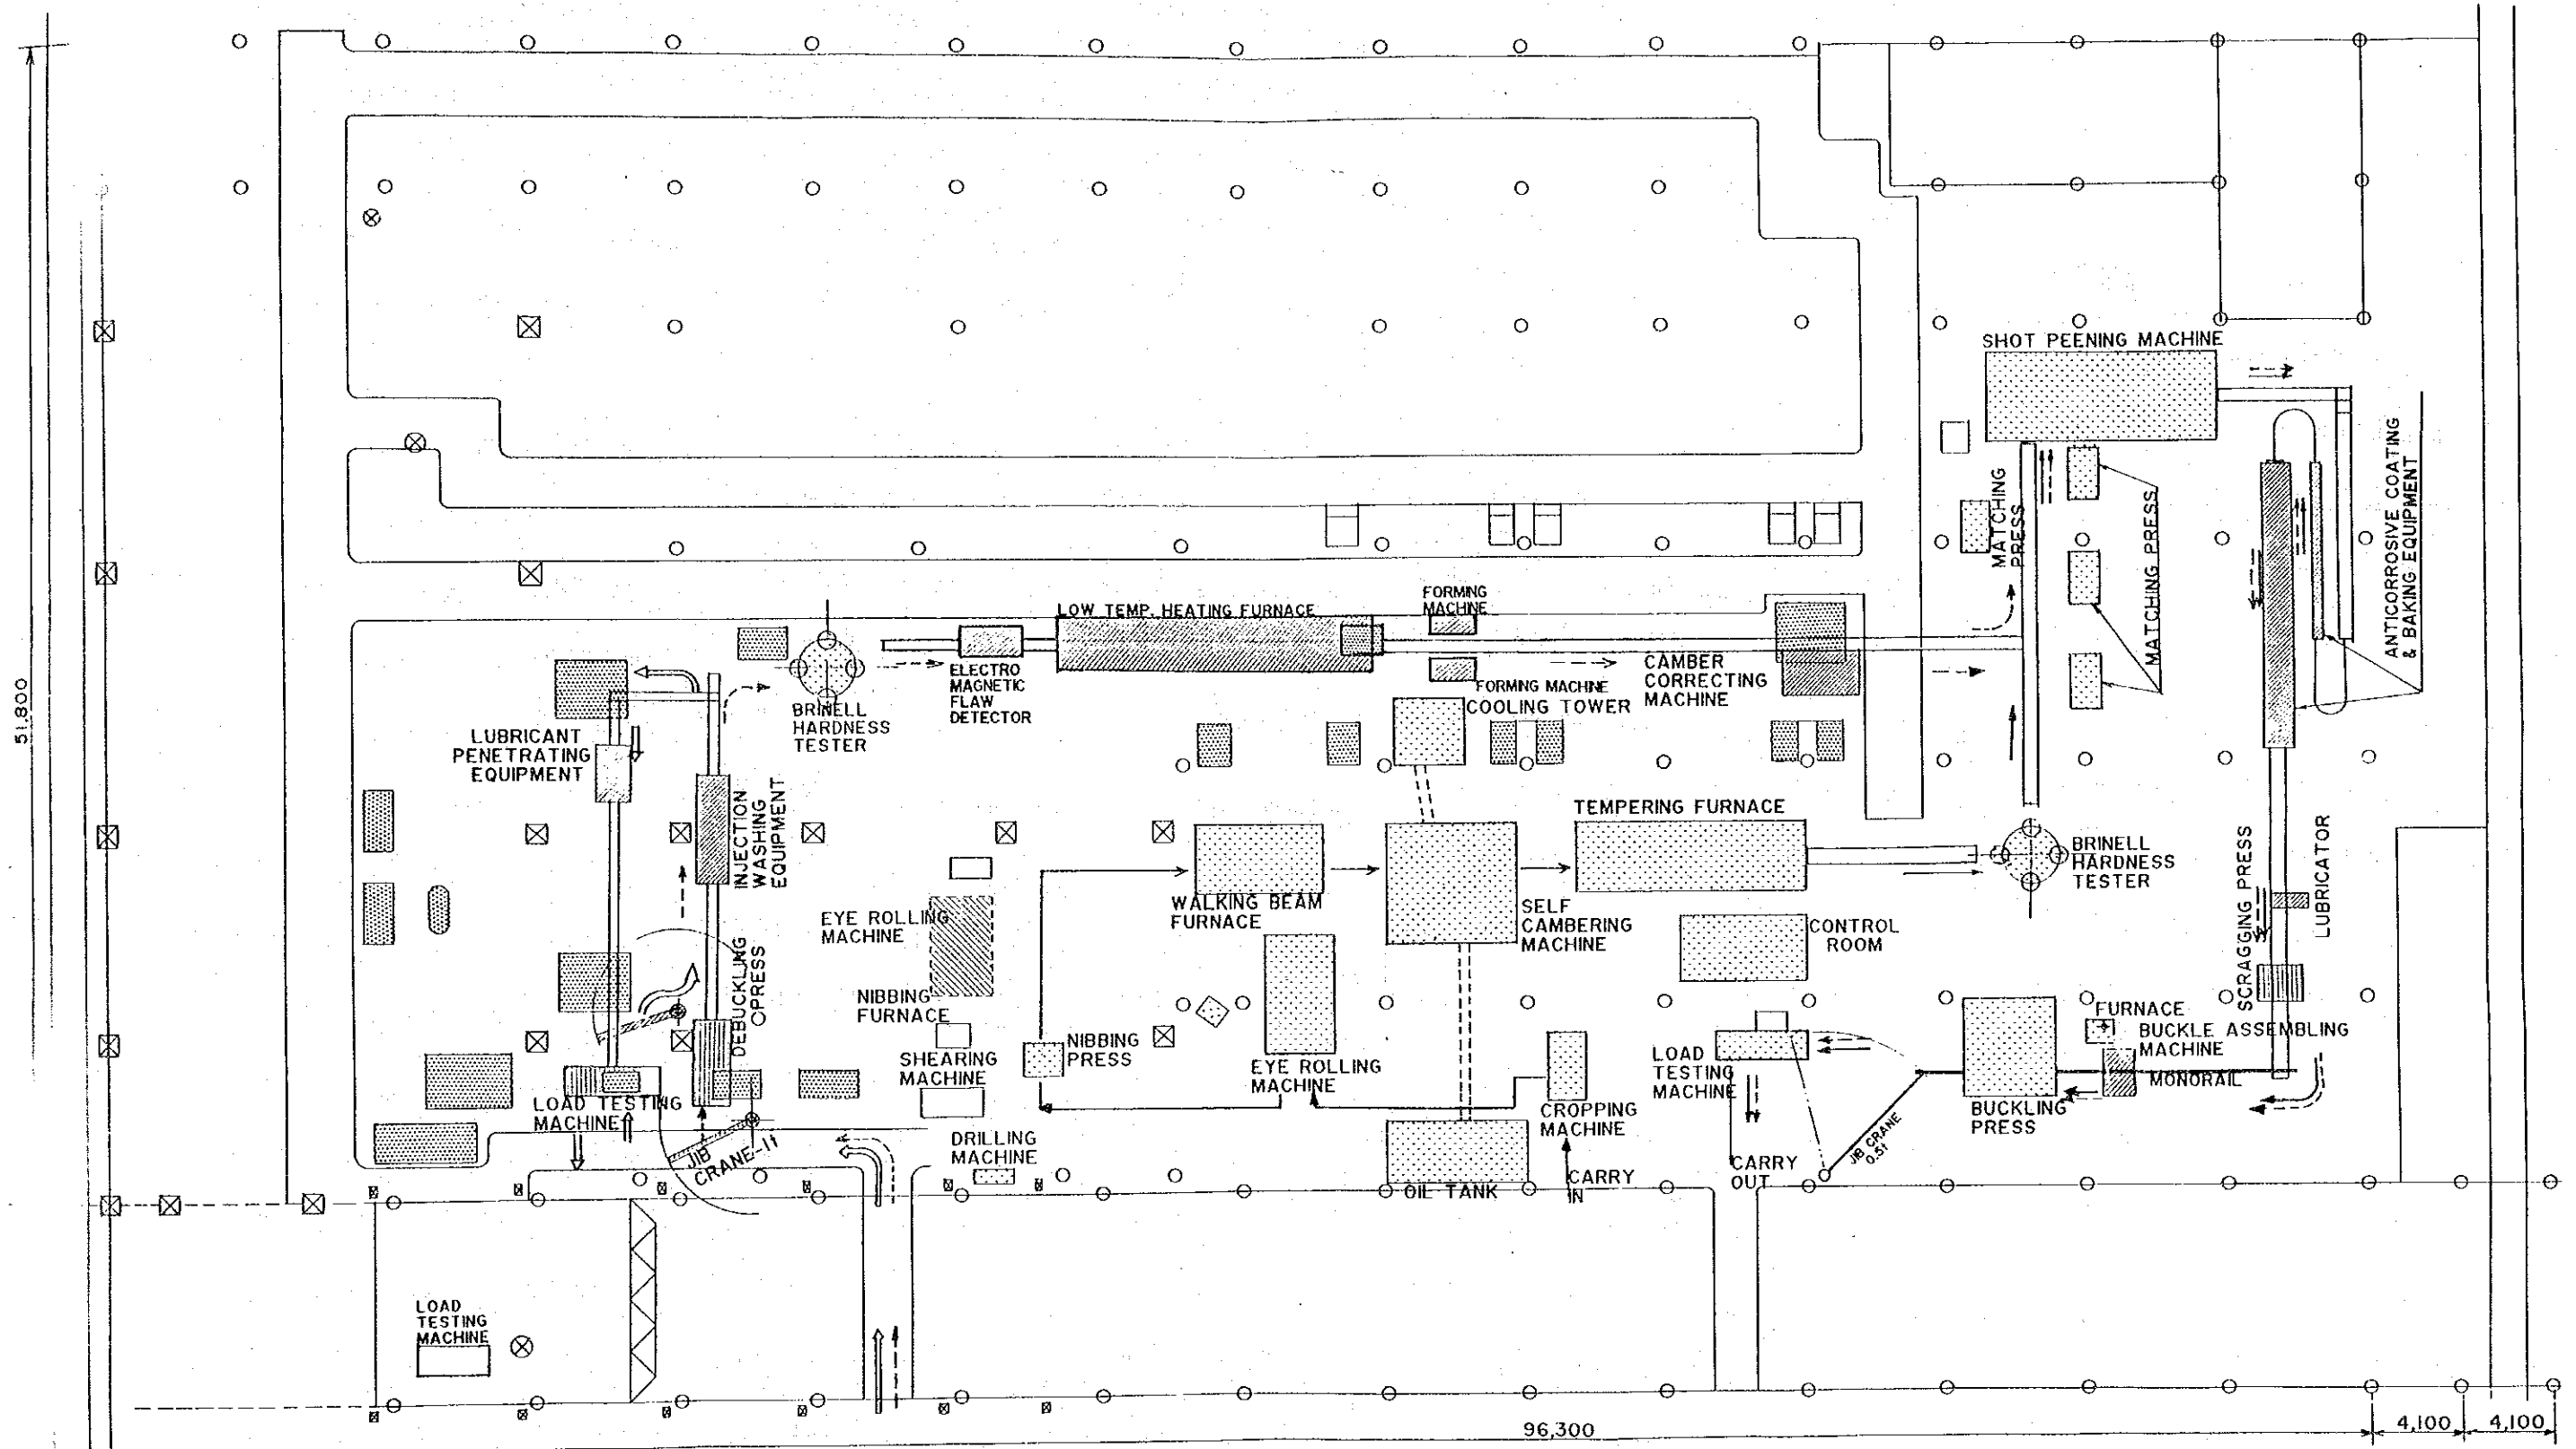 SHOT PEENING MACHINE
MATCHING
PRESS
MATCHING PRESS
ANTICORROSIVE COATING
& BAKING EQUIPMENT
51,800
LOW TEMP. HEATING FURNACE
FORMING
MACHINE
ELECTRO
MAGNETIC
FLAW
DETECTOR
FORMING MACHINE
COOLING TOWER
CAMBER
CORRECTING
MACHINE
BRINELL
HARDNESS
TESTER
LUBRICANT
PENETRATING
EQUIPMENT
INJECTION
WASHING
EQUIPMENT
TEMPERING FURNACE
BRINELL
HARDNESS
TESTER
LUBRICATOR
SCRAGGING PRESS
WALKING BEAM
FURNACE
SELF
CAMBERING
MACHINE
CONTROL
ROOM
EYE ROLLING
MACHINE
DEBUCKLING
PRESS
NIBBING
FURNACE
SHEARING
MACHINE
NIBBING
PRESS
EYE ROLLING
MACHINE
LOAD
TESTING
MACHINE
FURNACE
BUCKLE ASSEMBLING
MACHINE
MONORAIL
BUCKLING
PRESS
CROPPING
MACHINE
LOAD TESTING
MACHINE
JIB
CRANE-1t
DRILLING
MACHINE
JIB CRANE
0.5t
CARRY
OUT
CARRY
IN
OIL TANK
LOAD
TESTING
MACHINE
96,300
4,100
4,100